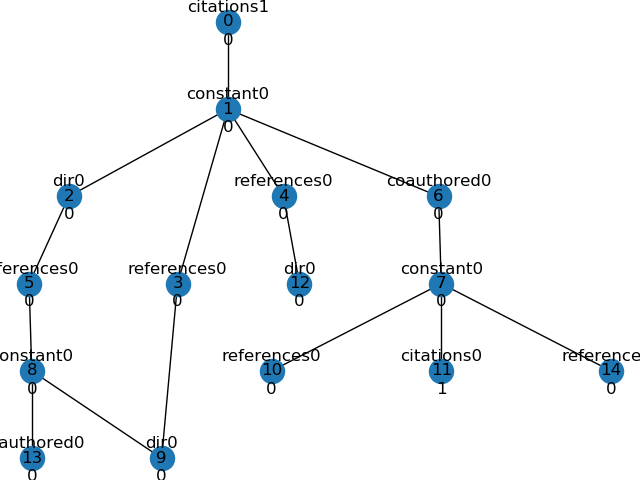 citations1
0
0
constant0
1
0
dir0 references0 coauthored0
2 4 6
0 0 0
ferences0 references0 dir0 constant0
5 3 12 7
0 0 0 0
onstant0 references0 citations0 reference
8 10 11 14
0 0 1 0
authored0 dir0
13 9
0 0